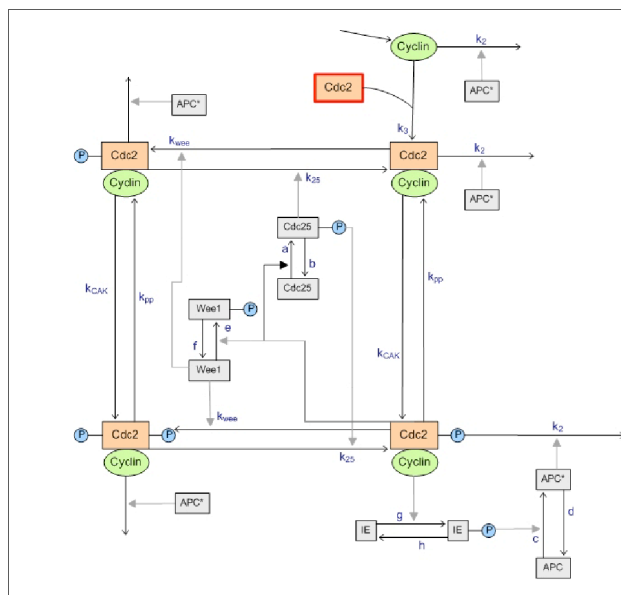 Cyclin
k2
Cdc2
APC*
APC*
k3
kwee
P
Cdc2
Cdc2
k2
Cyclin
k25
Cyclin
APC*
Cdc25
P
a
b
Cdc25
kCAK
kpp
kpp
Wee1
P
f
e
kCAK
Wee1
kwee
P
Cdc2
P
Cdc2
P
k2
Cyclin
k25
Cyclin
APC*
APC*
g
d
IE
IE
P
c
h
APC